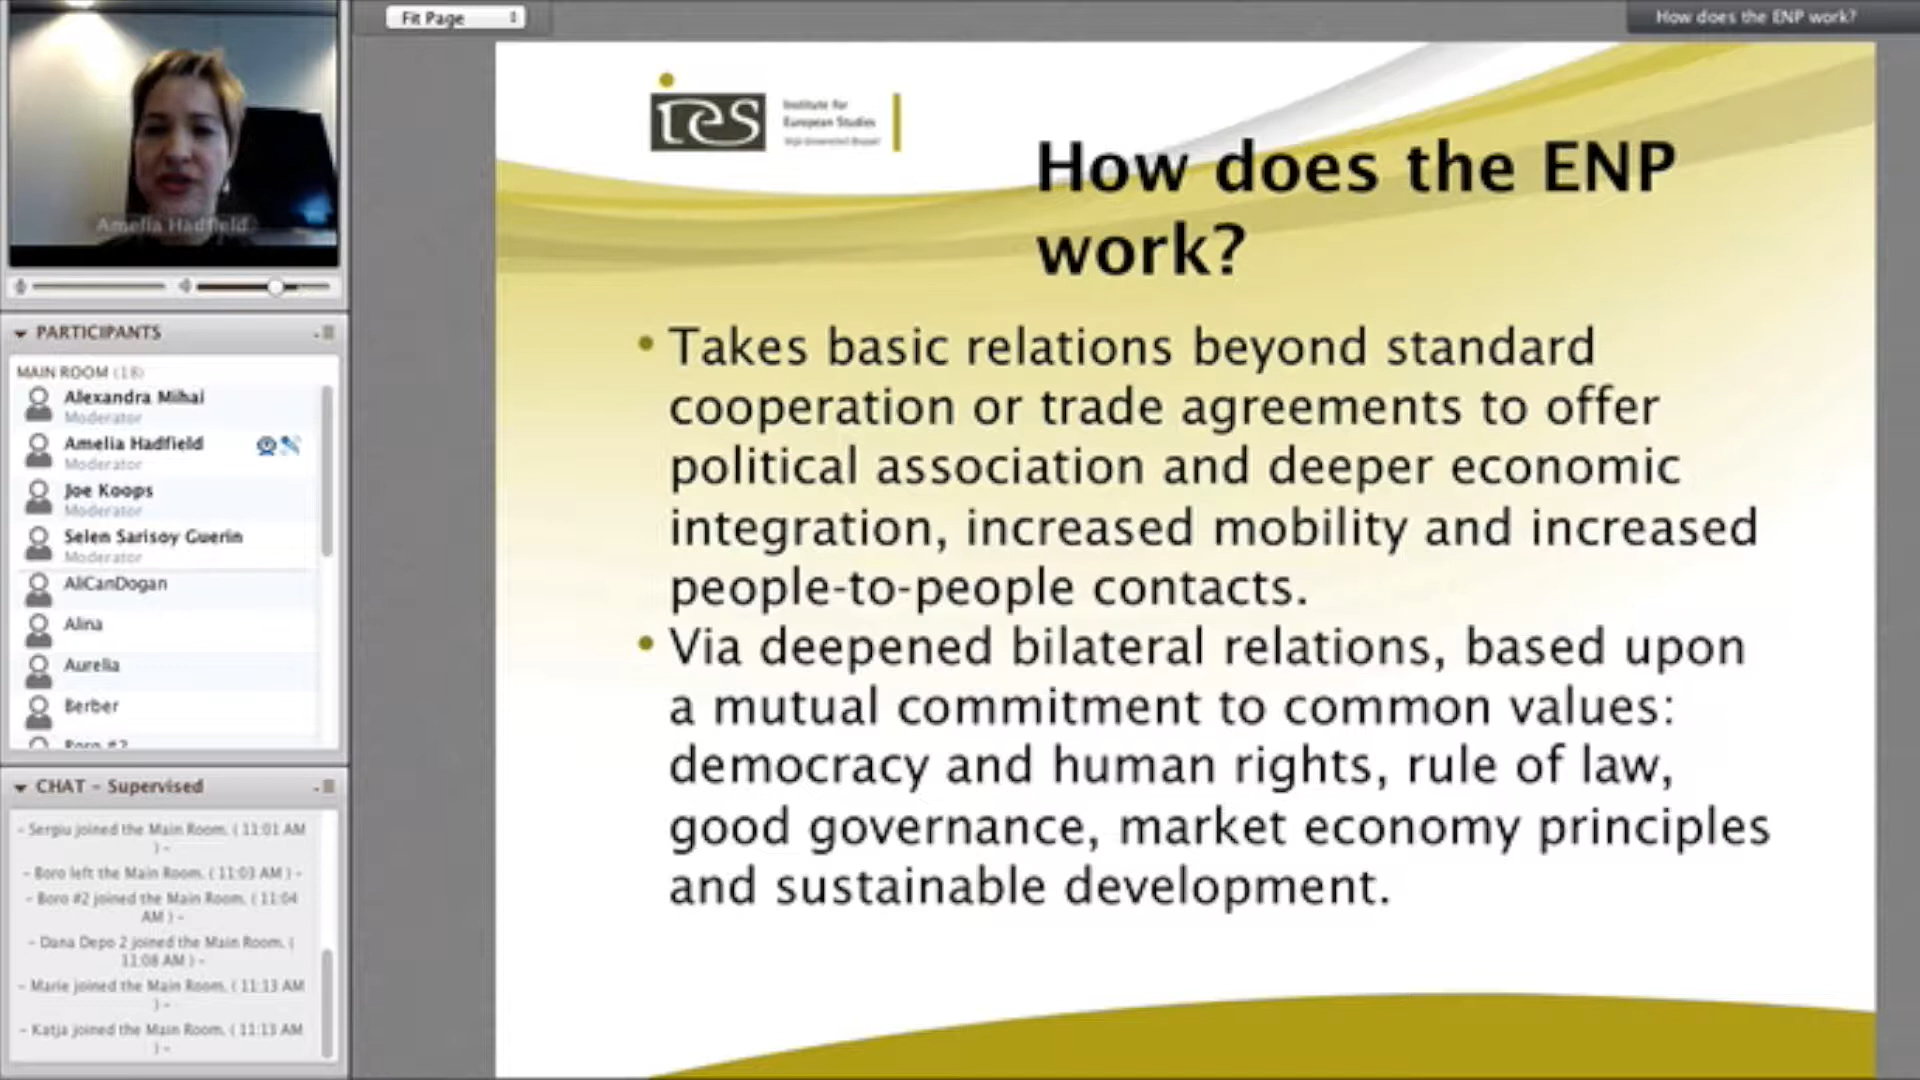 Fit Page
How does the ENP work?
Amelia Hadfield
PARTICIPANTS
MAIN ROOM (18)
Alexandra Mihai
Moderator
Amelia Hadfield
Moderator
Joe Koops
Moderator
Selen Sarisoy Guerin
Moderator
AliCanDogan
Alina
Aurelia
Berber
Boro #2
CHAT - Supervised
- Sergiu joined the Main Room. ( 11:01 AM
) -
- Boro left the Main Room. ( 11:03 AM ) -
- Boro #2 joined the Main Room. ( 11:04
AM ) -
- Dana Depo 2 joined the Main Room. (
11:08 AM ) -
- Marie joined the Main Room. ( 11:13 AM
) -
- Katja joined the Main Room. ( 11:13 AM
) -
ies
Institute for
European Studies
How does the ENP
work?
• Takes basic relations beyond standard
cooperation or trade agreements to offer
political association and deeper economic
integration, increased mobility and increased
people-to-people contacts.
• Via deepened bilateral relations, based upon
a mutual commitment to common values:
democracy and human rights, rule of law,
good governance, market economy principles
and sustainable development.